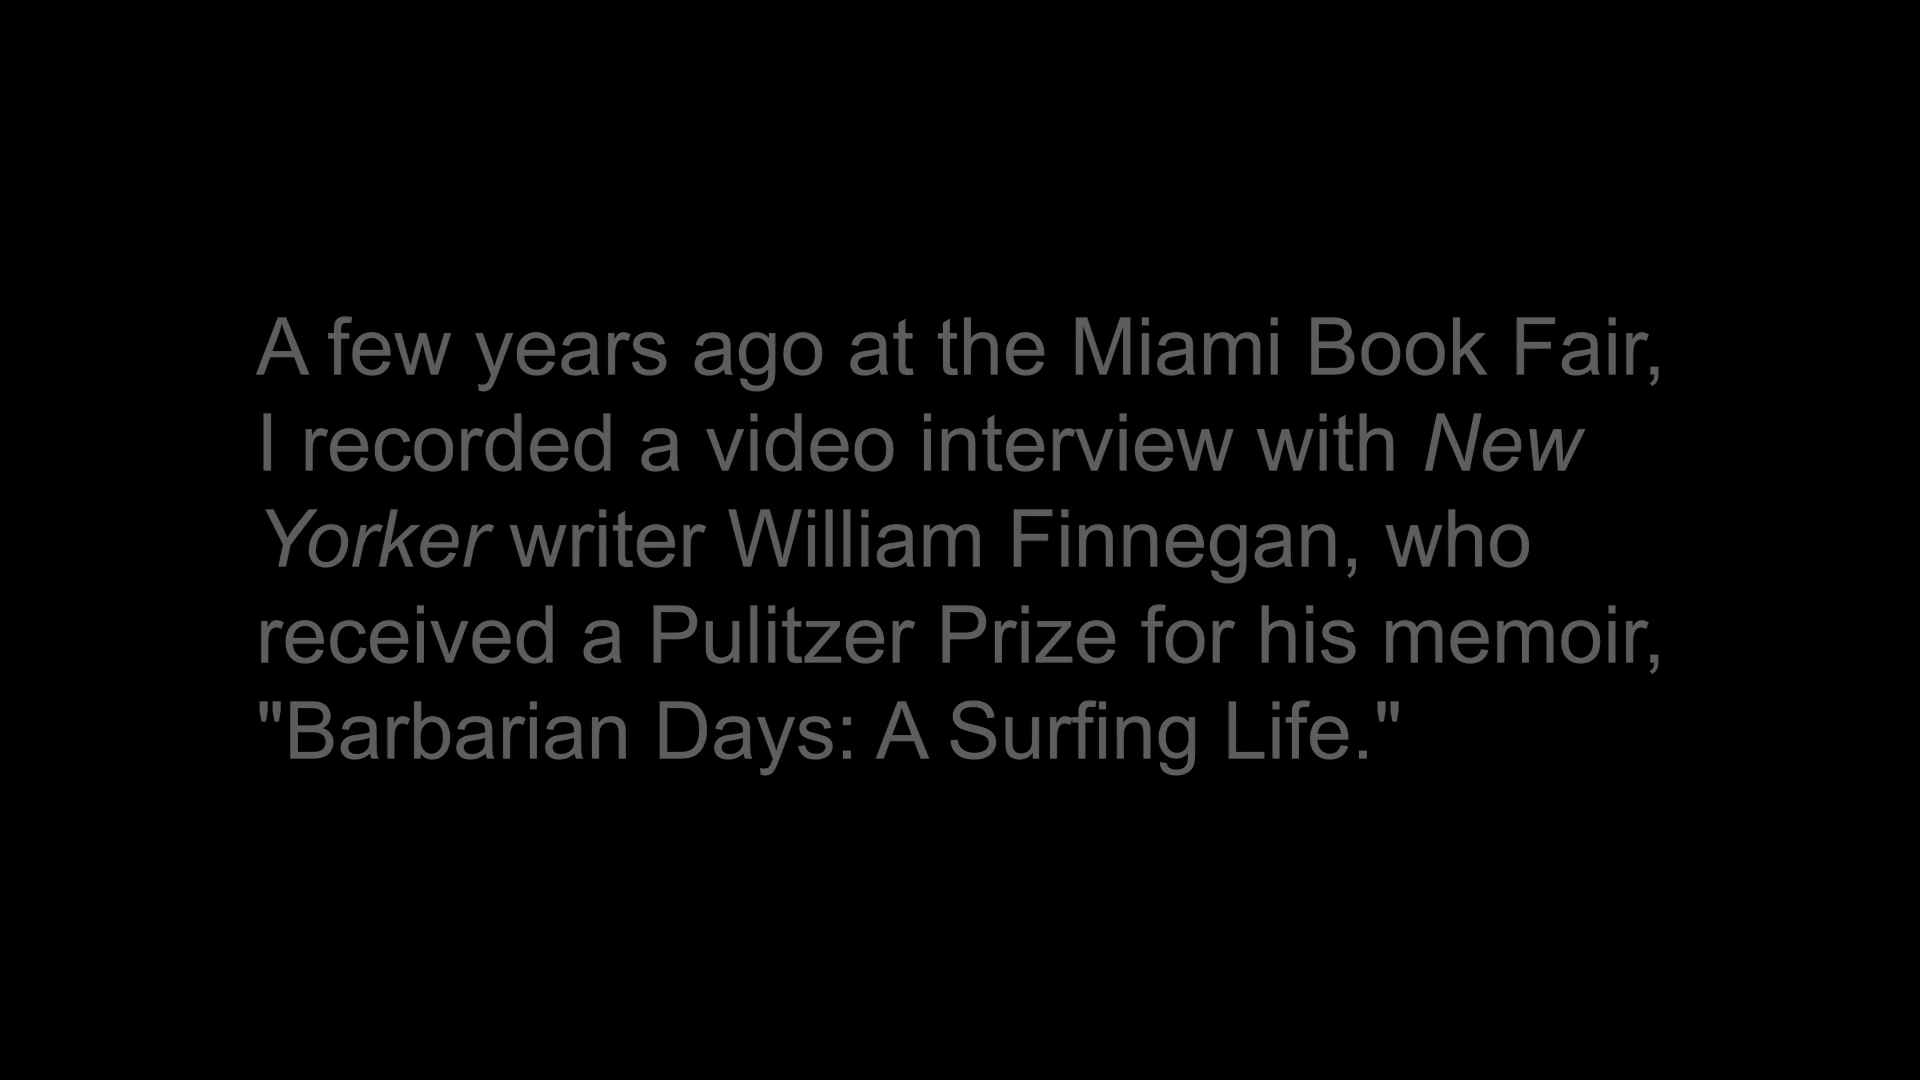 A few years ago at the Miami Book Fair,
I recorded a video interview with New
Yorker writer William Finnegan, who
received a Pulitzer Prize for his memoir,
"Barbarian Days: A Surfing Life."